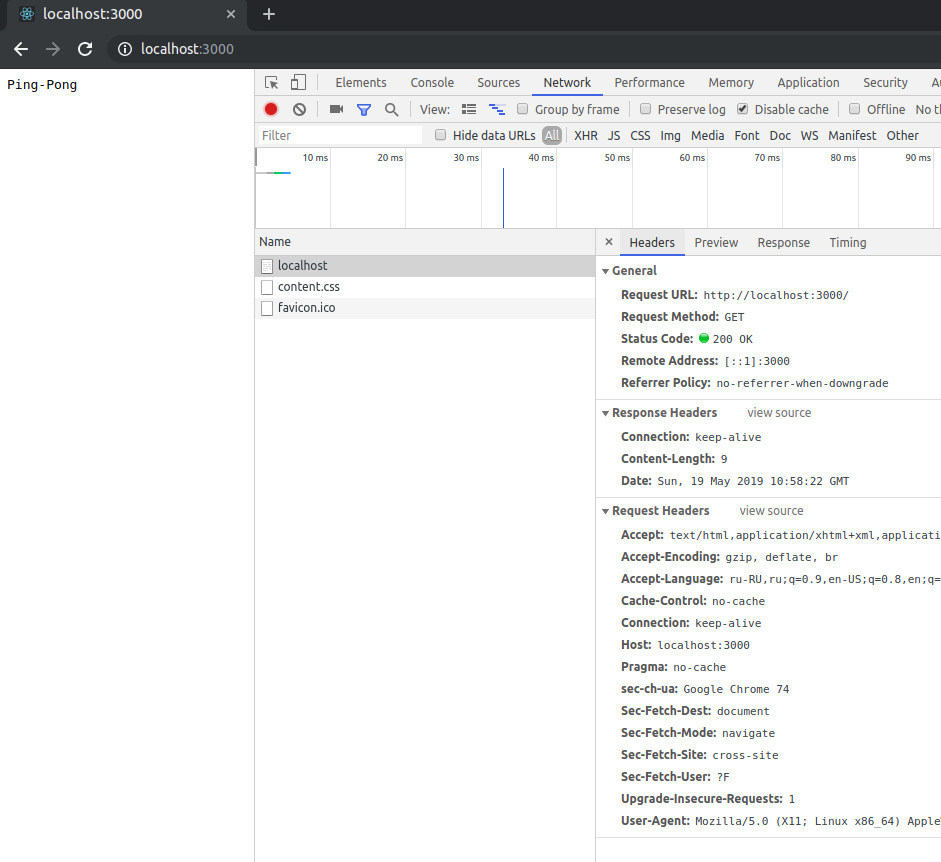 localhost:3000
localhost:3000
Ping-Pong
Elements Console Sources Network Performance Memory Application Security
View: Group by frame Preserve log Disable cache Offline No
Filter Hide data URLs All XHR JS CSS Img Media Font Doc WS Manifest Other
10 ms 20 ms 30 ms 40 ms 50 ms 60 ms 70 ms 80 ms 90 ms
Name
localhost
content.css
favicon.ico
× Headers Preview Response Timing
General
Request URL: http://localhost:3000/
Request Method: GET
Status Code: 200 OK
Remote Address: [::1]:3000
Referrer Policy: no-referrer-when-downgrade
Response Headers view source
Connection: keep-alive
Content-Length: 9
Date: Sun, 19 May 2019 10:58:22 GMT
Request Headers view source
Accept: text/html,application/xhtml+xml,applicati
Accept-Encoding: gzip, deflate, br
Accept-Language: ru-RU,ru;q=0.9,en-US;q=0.8,en;q=
Cache-Control: no-cache
Connection: keep-alive
Host: localhost:3000
Pragma: no-cache
sec-ch-ua: Google Chrome 74
Sec-Fetch-Dest: document
Sec-Fetch-Mode: navigate
Sec-Fetch-Site: cross-site
Sec-Fetch-User: ?F
Upgrade-Insecure-Requests: 1
User-Agent: Mozilla/5.0 (X11; Linux x86_64) Apple